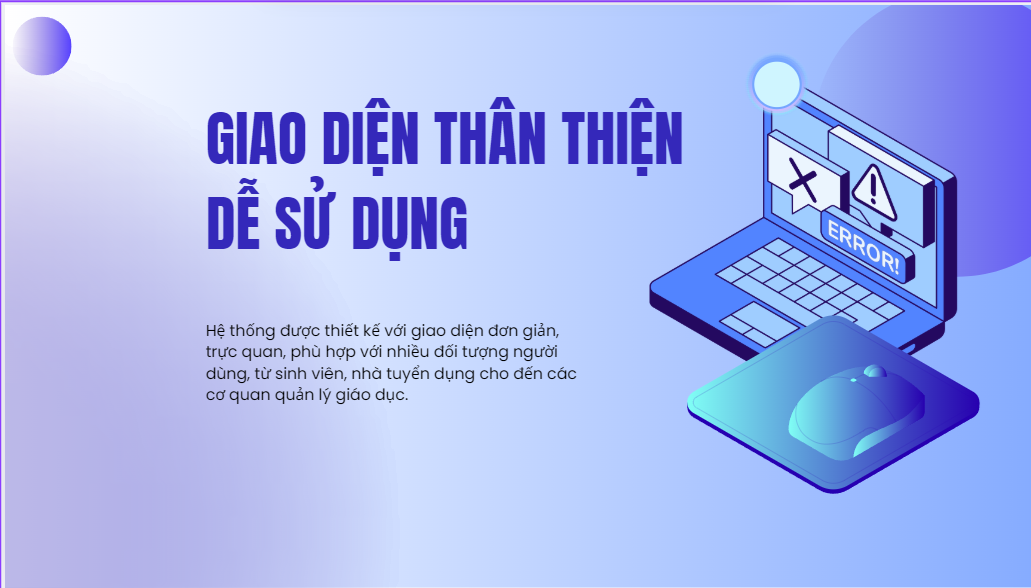 GIAO DIỆN THÂN THIỆN
DỄ SỬ DỤNG
ERROR!
Hệ thống được thiết kế với giao diện đơn giản,
trực quan, phù hợp với nhiều đối tượng người
dùng, từ sinh viên, nhà tuyển dụng cho đến các
cơ quan quản lý giáo dục.